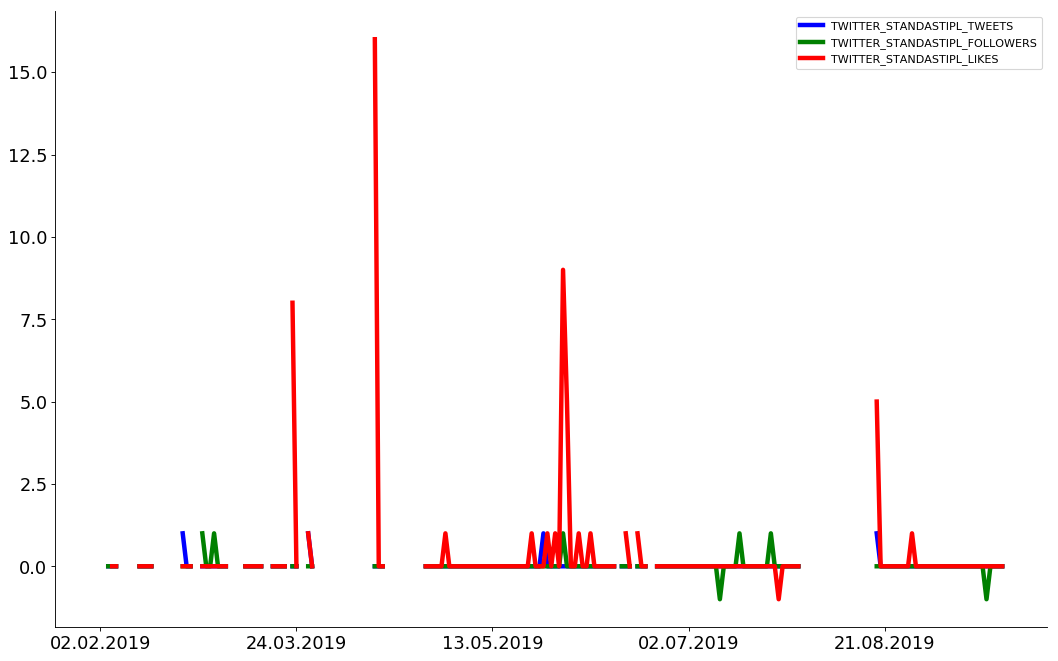 TWITTER_STANDASTIPL_TWEETS
TWITTER_STANDASTIPL_FOLLOWERS
TWITTER_STANDASTIPL_LIKES
15.0
12.5
10.0
7.5
5.0
2.5
0.0
02.02.2019 24.03.2019 13.05.2019 02.07.2019 21.08.2019